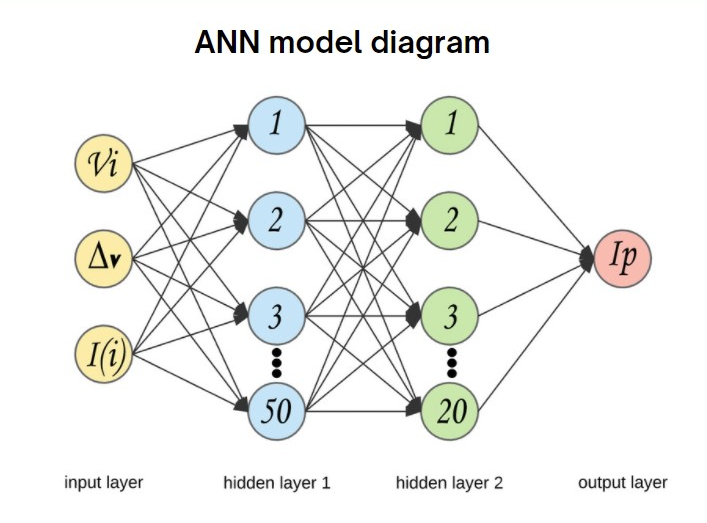 ANN model diagram
Vi
Δv
I(i)
1
2
3
50
1
2
3
20
Ip
input layer
hidden layer 1
hidden layer 2
output layer